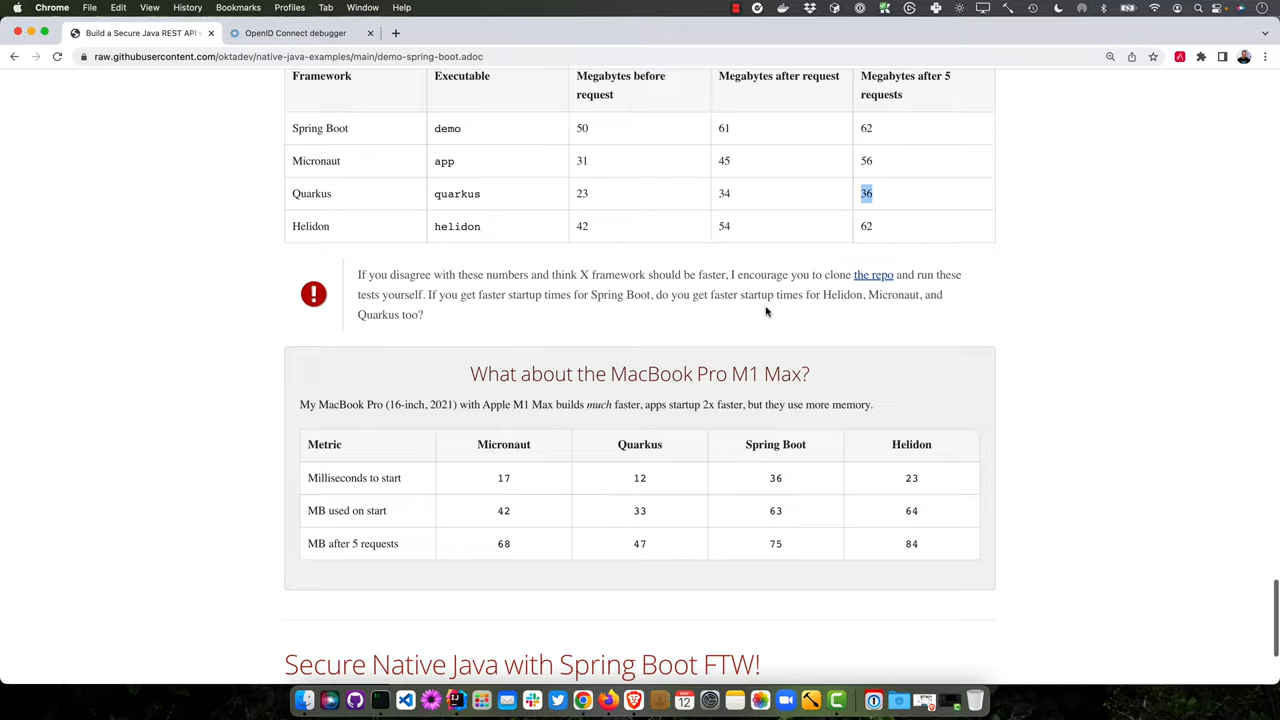 Chrome File Edit View History Bookmarks Profiles Tab Window Help
Build a Secure Java REST API
OpenID Connect debugger
raw.githubusercontent.com/oktadev/native-java-examples/main/demo-spring-boot.adoc
Framework Executable Megabytes before request Megabytes after request Megabytes after 5 requests
Spring Boot demo 50 61 62
Micronaut app 31 45 56
Quarkus quarkus 23 34 36
Helidon helidon 42 54 62
If you disagree with these numbers and think X framework should be faster, I encourage you to clone the repo and run these
tests yourself. If you get faster startup times for Spring Boot, do you get faster startup times for Helidon, Micronaut, and
Quarkus too?
What about the MacBook Pro M1 Max?
My MacBook Pro (16-inch, 2021) with Apple M1 Max builds much faster, apps startup 2x faster, but they use more memory.
Metric Micronaut Quarkus Spring Boot Helidon
Milliseconds to start 17 12 36 23
MB used on start 42 33 63 64
MB after 5 requests 68 47 75 84
Secure Native Java with Spring Boot FTW!
12